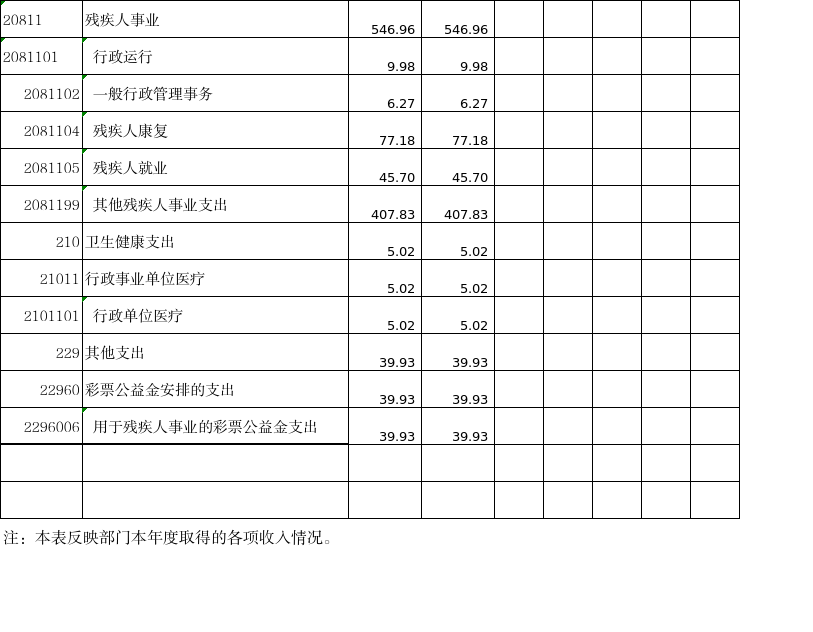 20811 残疾人事业 546.96 546.96
2081101 行政运行 9.98 9.98
2081102 一般行政管理事务 6.27 6.27
2081104 残疾人康复 77.18 77.18
2081105 残疾人就业 45.70 45.70
2081199 其他残疾人事业支出 407.83 407.83
210 卫生健康支出 5.02 5.02
21011 行政事业单位医疗 5.02 5.02
2101101 行政单位医疗 5.02 5.02
229 其他支出 39.93 39.93
22960 彩票公益金安排的支出 39.93 39.93
2296006 用于残疾人事业的彩票公益金支出 39.93 39.93
注：本表反映部门本年度取得的各项收入情况。